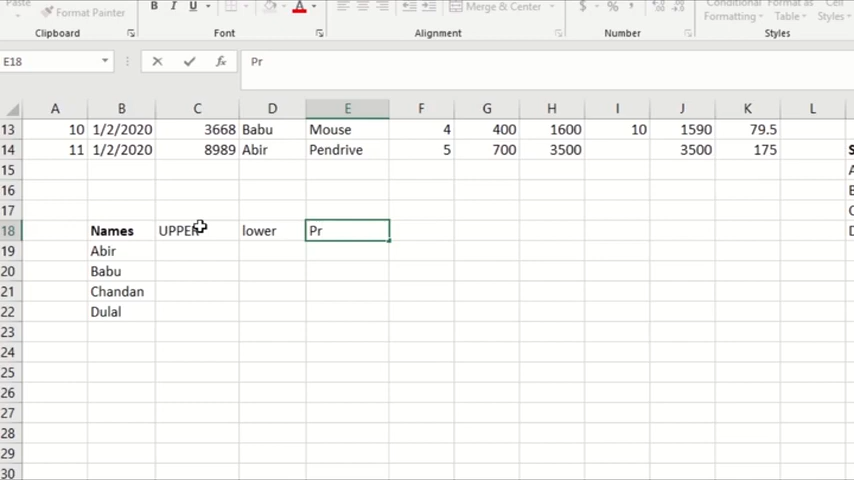 Paste
Format Painter
B I U A
Merge & Center
$ % ,
Conditional Formatting
Format as Table
Cell Styles
Clipboard Font Alignment Number Styles
E18 fx Pr
A B C D E F G H I J K L
13 10 1/2/2020 3668 Babu Mouse 4 400 1600 10 1590 79.5
14 11 1/2/2020 8989 Abir Pendrive 5 700 3500 3500 175 S
15 A
16 B
17 C
18 Names UPPER lower Pr D
19 Abir
20 Babu
21 Chandan
22 Dulal
23
24
25
26
27
28
29
30